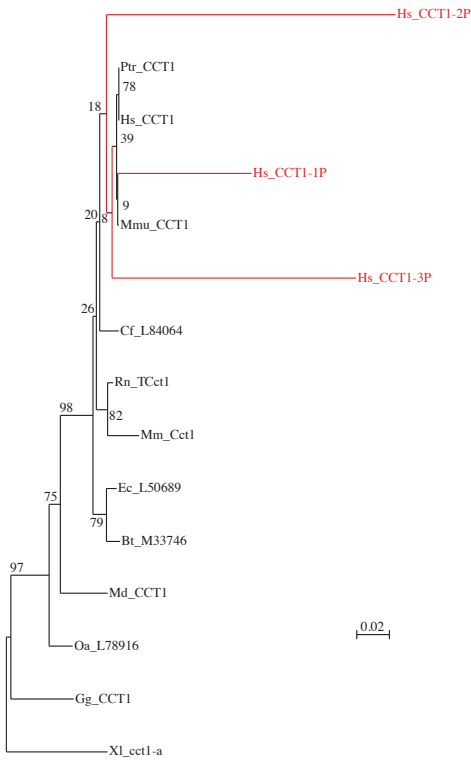 Hs_CCT1-2P
Ptr_CCT1
78
18
Hs_CCT1
39
Hs_CCT1-1P
9
20
8
Mmu_CCT1
Hs_CCT1-3P
26
Cf_L84064
Rn_TCct1
98
82
Mm_Cct1
Ec_L50689
75
79
Bt_M33746
97
Md_CCT1
0.02
Oa_L78916
Gg_CCT1
Xl_cct1-a